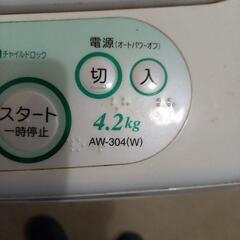 チャイルドロック
電源(オートパワーオフ)
切 入
スタート
一時停止
4.2kg
AW-304(W)